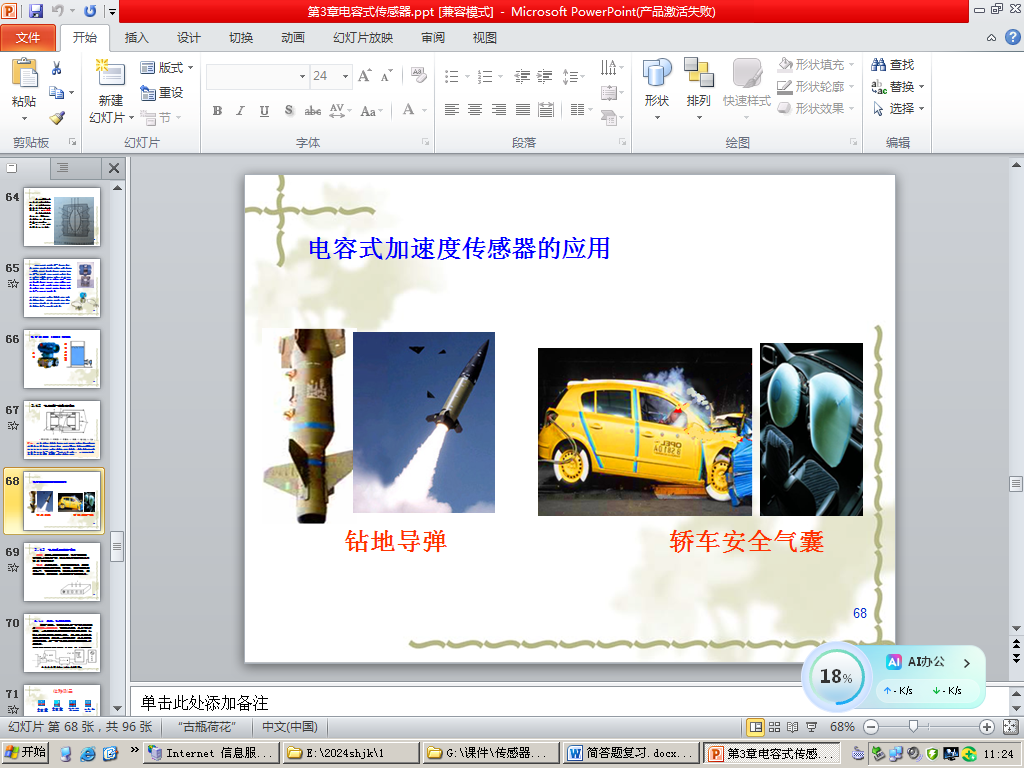 第3章电容式传感器.ppt [兼容模式] - Microsoft PowerPoint(产品激活失败)
文件 开始 插入 设计 切换 动画 幻灯片放映 审阅 视图
粘贴
新建
幻灯片
版式
重设
节
24
B I U S abc AV Aa A
形状 排列 快速样式
形状填充
形状轮廓
形状效果
查找
替换
选择
剪贴板 幻灯片 字体 段落 绘图 编辑
64
65
66
67
68
69
70
71
电容式加速度传感器的应用
钻地导弹
轿车安全气囊
68
18%
AI AI办公
- K/s - K/s
单击此处添加备注
幻灯片 第 68 张，共 96 张 "古瓶荷花" 中文(中国) 68%
开始 Internet 信息服... E:\2024shjk\1 G:\课件\传感器... 简答题复习.docx... 第3章电容式传感... 11:24